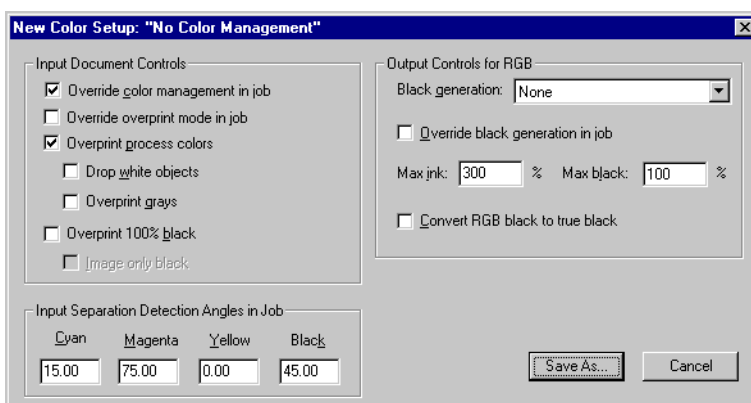 New Color Setup: "No Color Management"
Input Document Controls
Override color management in job
Override overprint mode in job
Overprint process colors
Drop white objects
Overprint grays
Overprint 100% black
Image only black
Output Controls for RGB
Black generation: None
Override black generation in job
Max ink: 300 % Max black: 100 %
Convert RGB black to true black
Input Separation Detection Angles in Job
Cyan Magenta Yellow Black
15.00 75.00 0.00 45.00
Save As... Cancel